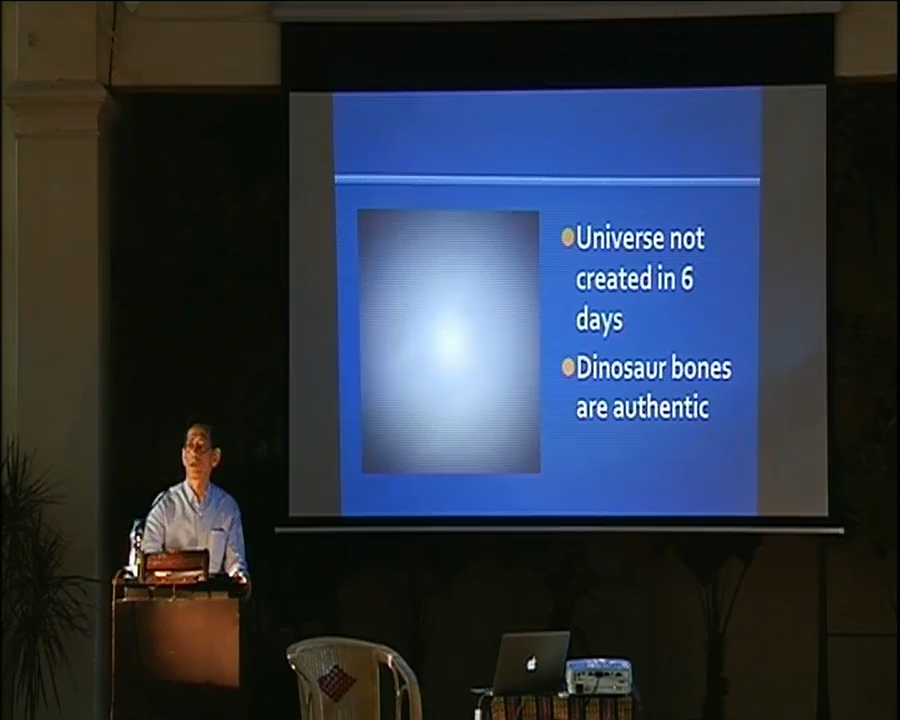 Universe not
created in 6
days
Dinosaur bones
are authentic